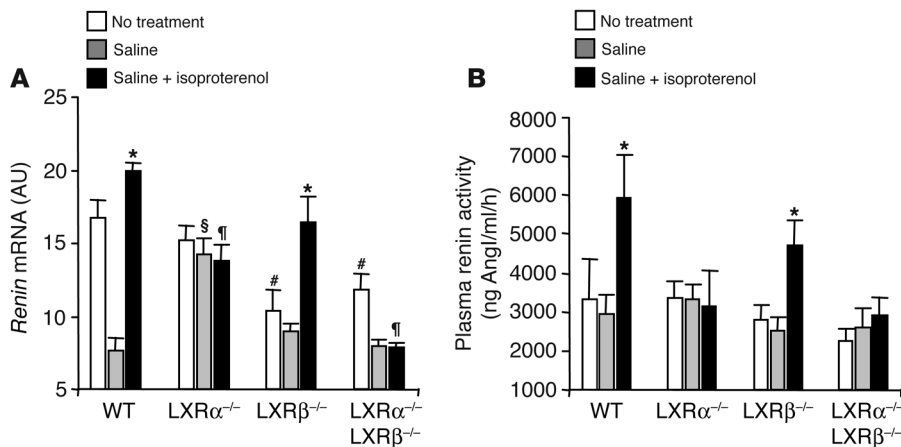 No treatment
Saline
Saline + isoproterenol
A
Renin mRNA (AU)
25
20
15
10
5
*
§
¶
#
*
#
¶
WT
LXRα⁻/⁻
LXRβ⁻/⁻
LXRα⁻/⁻
LXRβ⁻/⁻
No treatment
Saline
Saline + isoproterenol
B
Plasma renin activity
(ng AngI/ml/h)
8000
7000
6000
5000
4000
3000
2000
1000
*
*
WT
LXRα⁻/⁻
LXRβ⁻/⁻
LXRα⁻/⁻
LXRβ⁻/⁻